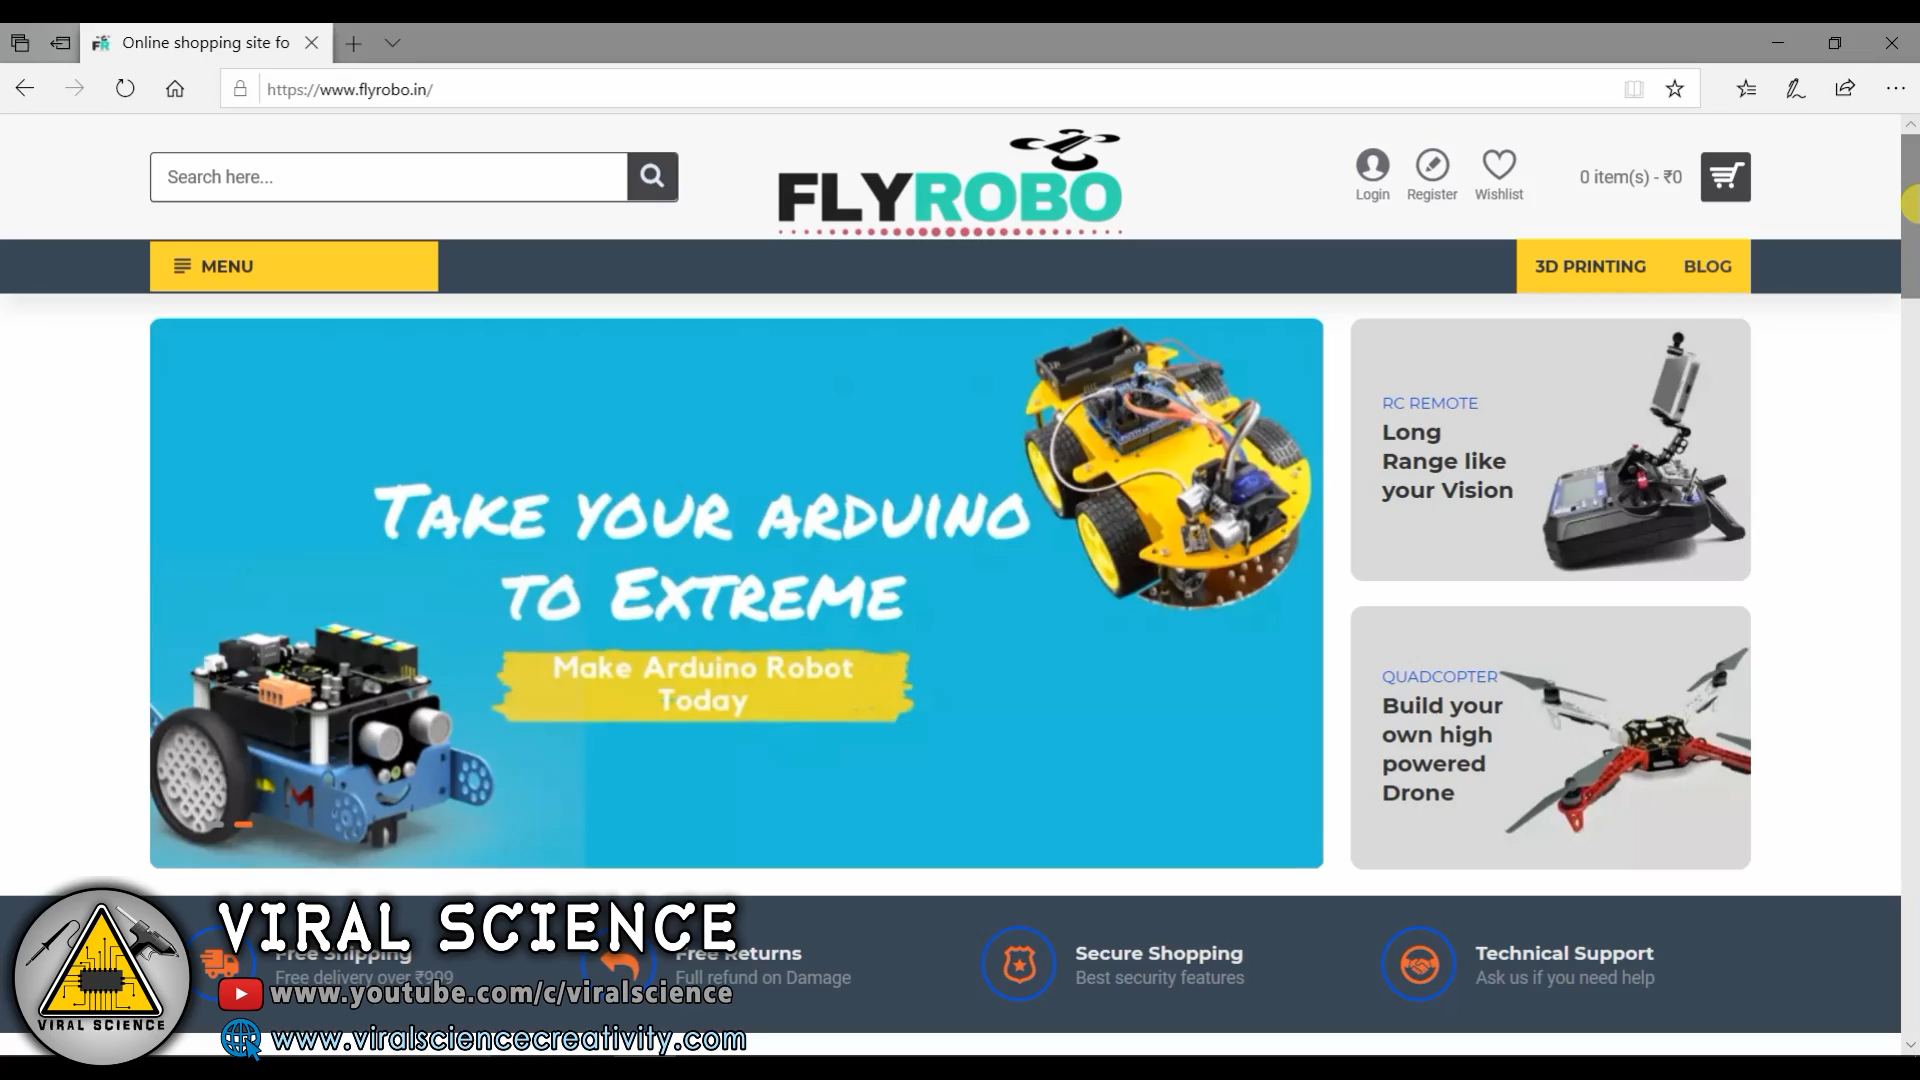 Online shopping site fo
https://www.flyrobo.in/
Search here...
FLYROBO
Login
Register
Wishlist
0 item(s) - ₹0
MENU
3D PRINTING
BLOG
TAKE YOUR ARDUINO
TO EXTREME
Make Arduino Robot
Today
M
RC REMOTE
Long
Range like
your Vision
QUADCOPTER
Build your
own high
powered
Drone
VIRAL SCIENCE
Free Shipping
Free delivery over ₹999
Free Returns
Full refund on Damage
Secure Shopping
Best security features
Technical Support
Ask us if you need help
www.youtube.com/c/viralscience
www.viralsciencecreativity.com
VIRAL SCIENCE